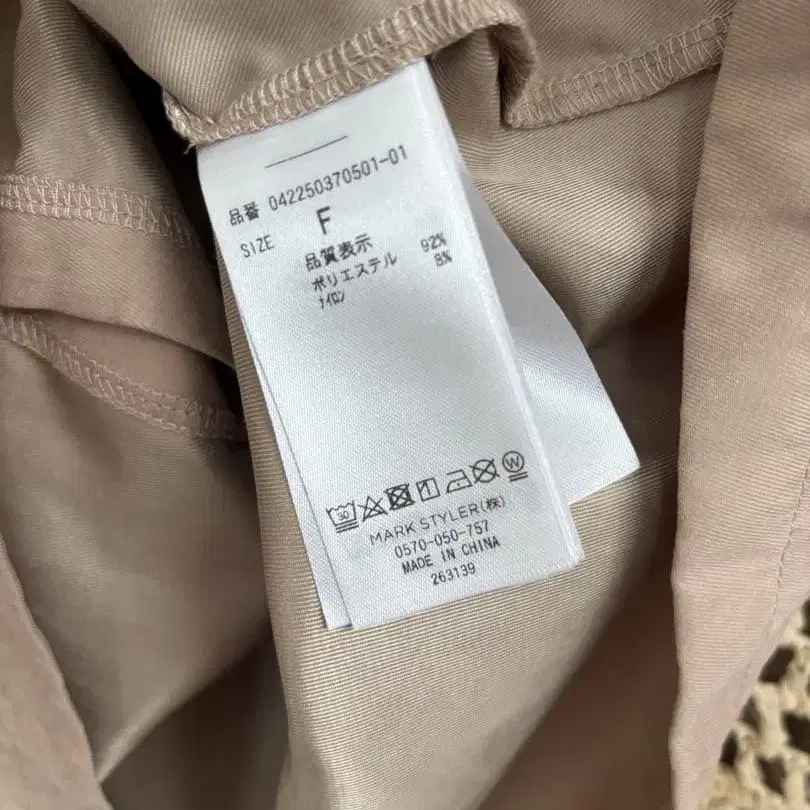 品番 042250370501-01
SIZE F
品質表示
ポリエステル 92%
ナイロン 8%
30 W
MARK STYLER(株)
0570-050-757
MADE IN CHINA
263139